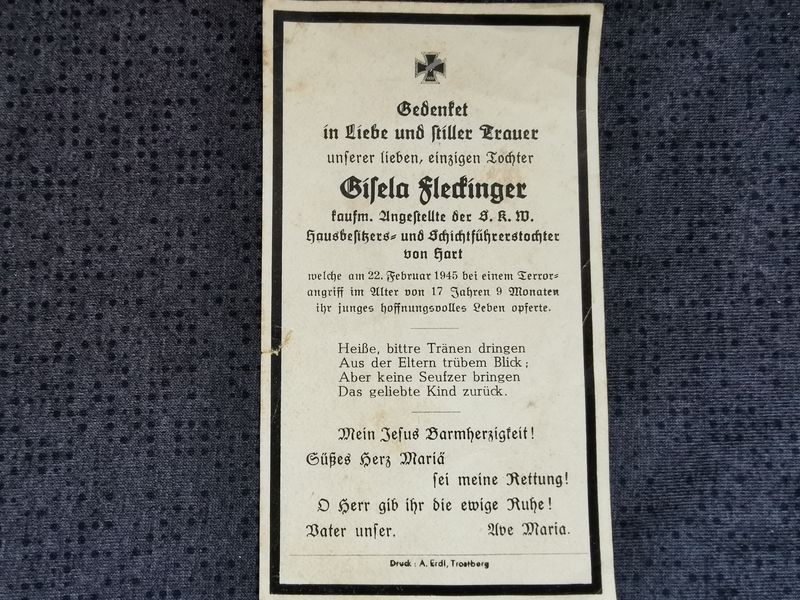 Gedenket
in Liebe und stiller Trauer
unserer lieben, einzigen Tochter
Gisela Fleckinger
kaufm. Angestellte der S. K. W.
Hausbesitzers- und Schichtführerstochter
von Hart
welche am 22. Februar 1945 bei einem Terror-
angriff im Alter von 17 Jahren 9 Monaten
ihr junges hoffnungsvolles Leben opferte.
Heiße, bittre Tränen dringen
Aus der Eltern trübem Blick;
Aber keine Seufzer bringen
Das geliebte Kind zurück.
Mein Jesus Barmherzigkeit!
Süßes Herz Mariä
sei meine Rettung!
O Herr gib ihr die ewige Ruhe!
Vater unser. Ave Maria.
Druck: A. Erdl, Trostberg